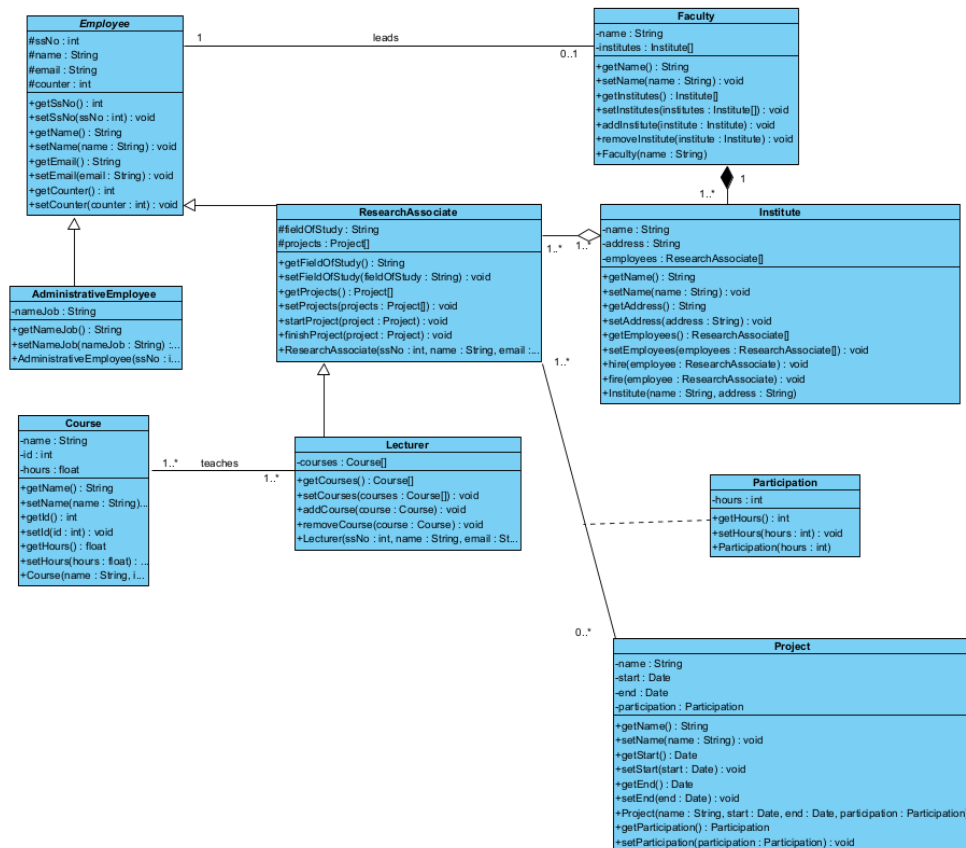 Employee
#ssNo : int
#name : String
#email : String
#counter : int
+getSsNo() : int
+setSsNo(ssNo : int) : void
+getName() : String
+setName(name : String) : void
+getEmail() : String
+setEmail(email : String) : void
+getCounter() : int
+setCounter(counter : int) : void
1
leads
0..1
Faculty
-name : String
-institutes : Institute[]
+getName() : String
+setName(name : String) : void
+getInstitutes() : Institute[]
+setInstitutes(institutes : Institute[]) : void
+addInstitute(institute : Institute) : void
+removeInstitute(institute : Institute) : void
+Faculty(name : String)
1
1..*
ResearchAssociate
#fieldOfStudy : String
#projects : Project[]
+getFieldOfStudy() : String
+setFieldOfStudy(fieldOfStudy : String) : void
+getProjects() : Project[]
+setProjects(projects : Project[]) : void
+startProject(project : Project) : void
+finishProject(project : Project) : void
+ResearchAssociate(ssNo : int, name : String, email :...
1..*
1..*
Institute
-name : String
-address : String
-employees : ResearchAssociate[]
+getName() : String
+setName(name : String) : void
+getAddress() : String
+setAddress(address : String) : void
+getEmployees() : ResearchAssociate[]
+setEmployees(employees : ResearchAssociate[]) : void
+hire(employee : ResearchAssociate) : void
+fire(employee : ResearchAssociate) : void
+Institute(name : String, address : String)
AdministrativeEmployee
-nameJob : String
+getNameJob() : String
+setNameJob(nameJob : String) :...
+AdministrativeEmployee(ssNo : i...
1..*
Course
-name : String
-id : int
-hours : float
+getName() : String
+setName(name : String)...
+getId() : int
+setId(id : int) : void
+getHours() : float
+setHours(hours : float) : ...
+Course(name : String, i...
1..*
teaches
1..*
Lecturer
-courses : Course[]
+getCourses() : Course[]
+setCourses(courses : Course[]) : void
+addCourse(course : Course) : void
+removeCourse(course : Course) : void
+Lecturer(ssNo : int, name : String, email : St...
Participation
-hours : int
+getHours() : int
+setHours(hours : int) : void
+Participation(hours : int)
0..*
Project
-name : String
-start : Date
-end : Date
-participation : Participation
+getName() : String
+setName(name : String) : void
+getStart() : Date
+setStart(start : Date) : void
+getEnd() : Date
+setEnd(end : Date) : void
+Project(name : String, start : Date, end : Date, participation : Participation)
+getParticipation() : Participation
+setParticipation(participation : Participation) : void